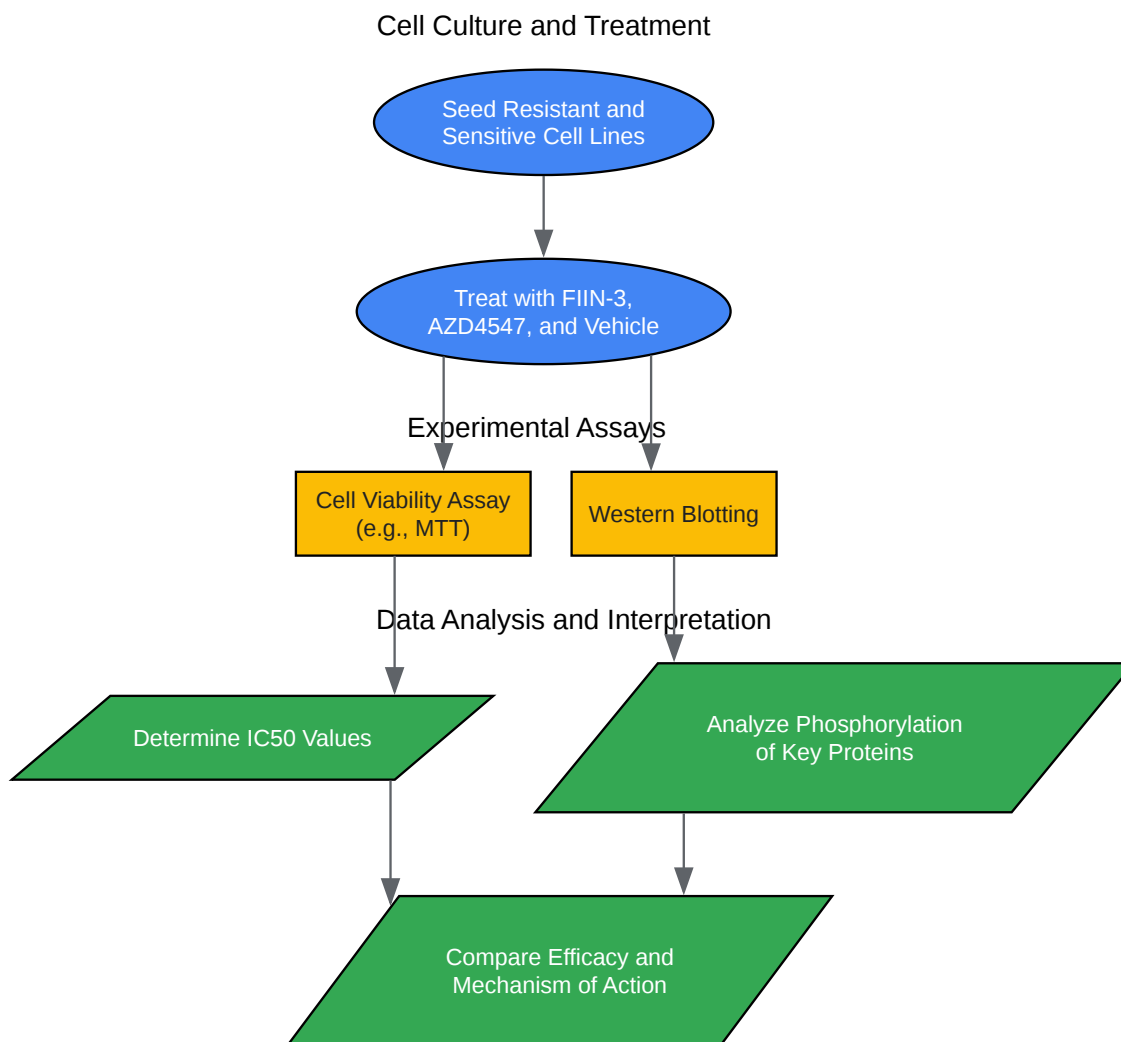 Cell Culture and Treatment
Seed Resistant and
Sensitive Cell Lines
Treat with FIIN-3,
AZD4547, and Vehicle
Experimental Assays
Cell Viability Assay
(e.g., MTT)
Western Blotting
Data Analysis and Interpretation
Determine IC50 Values
Analyze Phosphorylation
of Key Proteins
Compare Efficacy and
Mechanism of Action